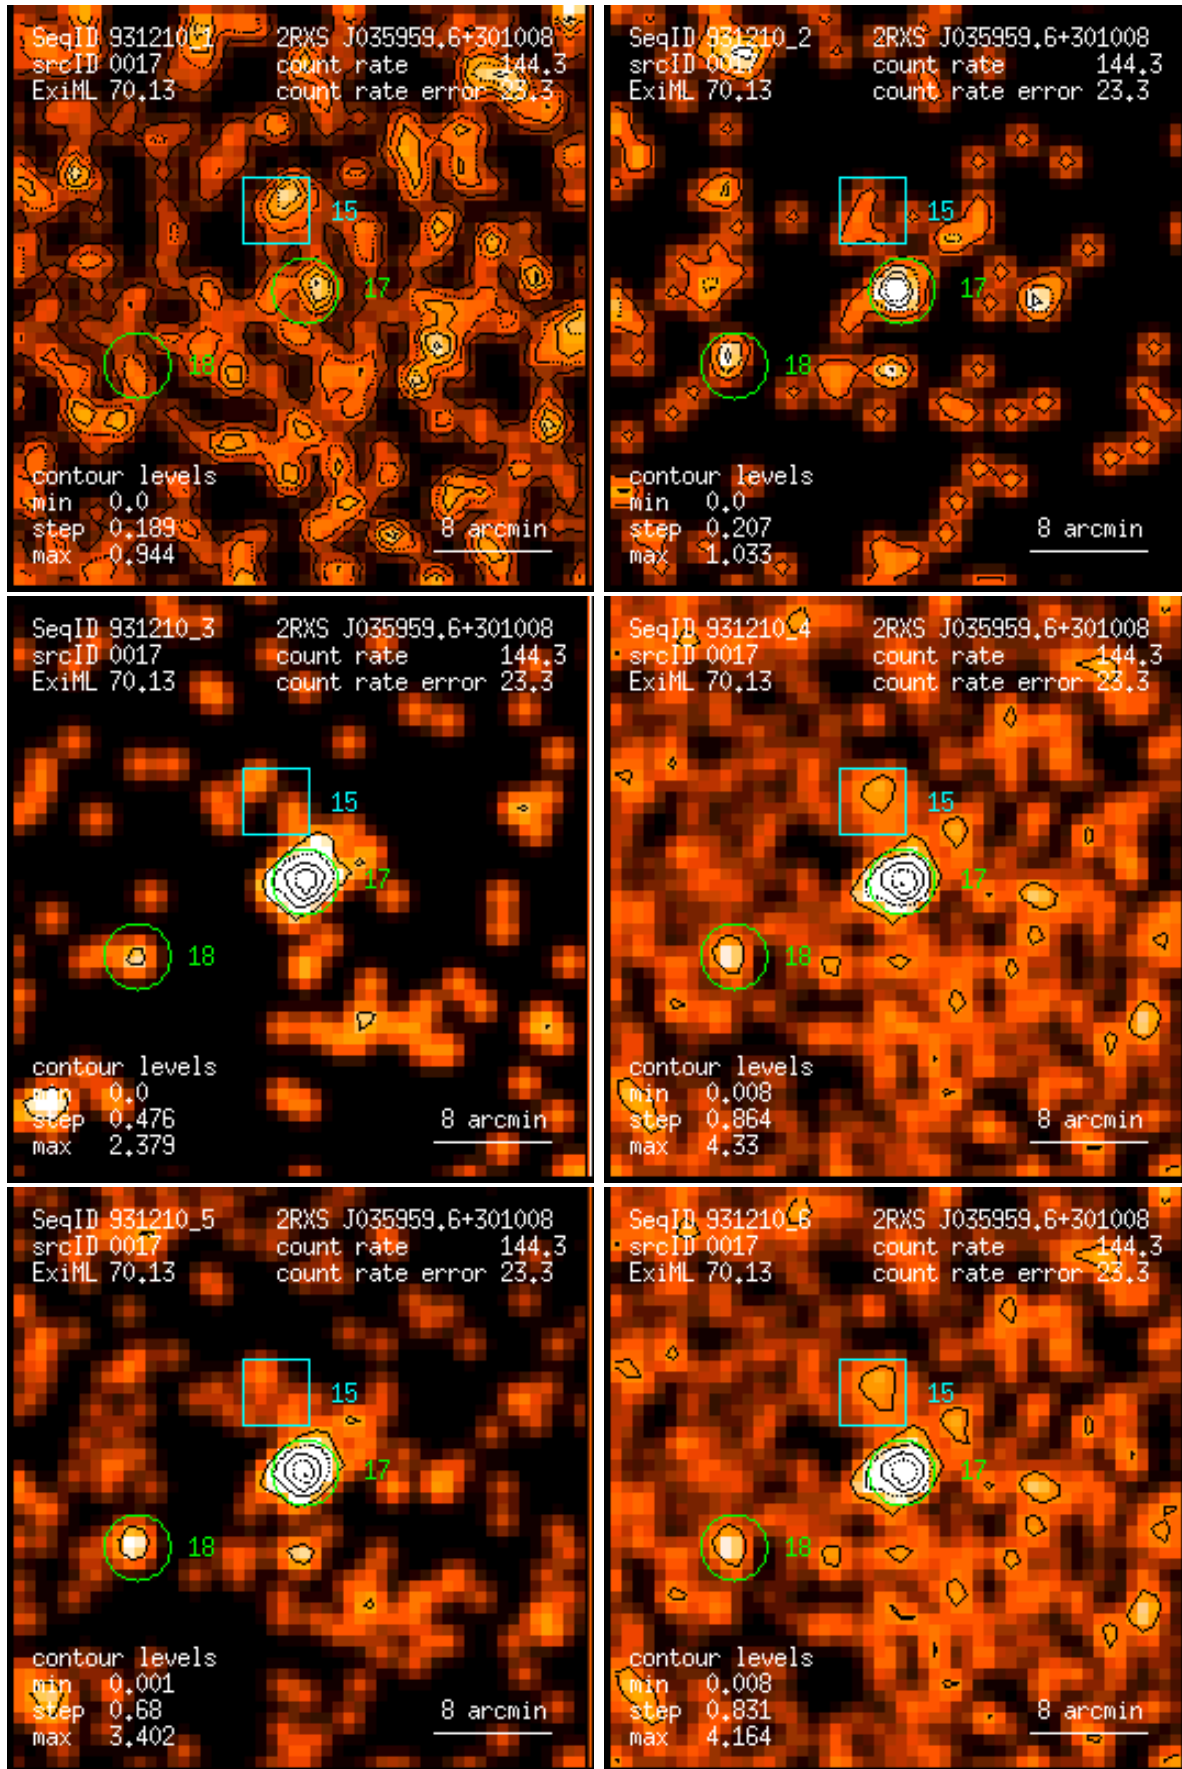 SeqID 931210_1 2RXS J035959.6+301008
srcID 0017 count rate 144.3
ExiML 70.13 count rate error 23.3
15
17
18
contour levels
min 0.0
step 0.189
max 0.944
8 arcmin
SeqID 931210_2 2RXS J035959.6+301008
srcID 0017 count rate 144.3
ExiML 70.13 count rate error 23.3
15
17
18
contour levels
min 0.0
step 0.207
max 1.033
8 arcmin
SeqID 931210_3 2RXS J035959.6+301008
srcID 0017 count rate 144.3
ExiML 70.13 count rate error 23.3
15
17
18
contour levels
min 0.0
step 0.476
max 2.379
8 arcmin
SeqID 931210_4 2RXS J035959.6+301008
srcID 0017 count rate 144.3
ExiML 70.13 count rate error 23.3
15
17
18
contour levels
min 0.008
step 0.864
max 4.33
8 arcmin
SeqID 931210_5 2RXS J035959.6+301008
srcID 0017 count rate 144.3
ExiML 70.13 count rate error 23.3
15
17
18
contour levels
min 0.001
step 0.68
max 3.402
8 arcmin
SeqID 931210_6 2RXS J035959.6+301008
srcID 0017 count rate 144.3
ExiML 70.13 count rate error 23.3
15
17
18
contour levels
min 0.008
step 0.831
max 4.164
8 arcmin